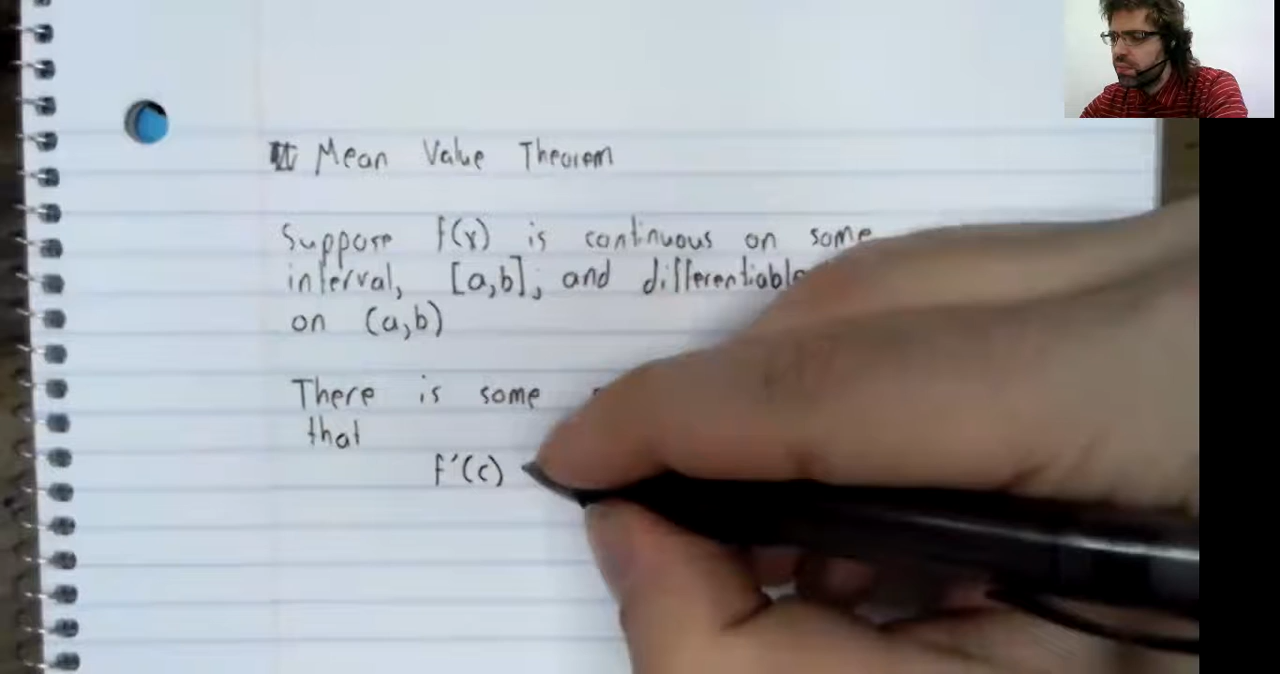 Mean Value Theorem
Suppose f(x) is continuous on some
interval, [a,b], and differentiable
on (a,b)
There is some
that
f'(c)